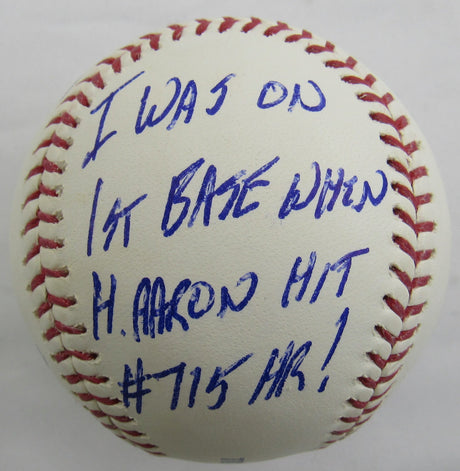 I WAS ON
1ST BASE WHEN
H. AARON HIT
#715 HR!